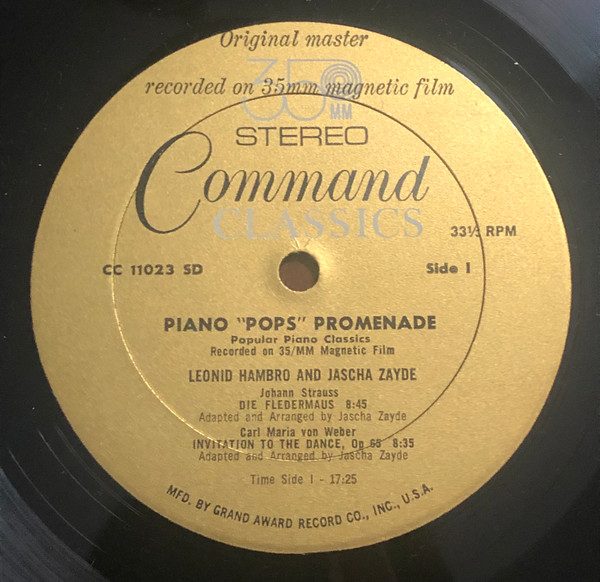 Original master
recorded on 35mm magnetic film
35MM
STEREO
Command
CLASSICS
33⅓ RPM
CC 11023 SD
Side 1
PIANO "POPS" PROMENADE
Popular Piano Classics
Recorded on 35/MM Magnetic Film
LEONID HAMBRO AND JASCHA ZAYDE
Johann Strauss
DIE FLEDERMAUS 8:45
Adapted and Arranged by Jascha Zayde
Carl Maria von Weber
INVITATION TO THE DANCE, Op 65 8:35
Adapted and Arranged by Jascha Zayde
Time Side 1 - 17:25
MFD. BY GRAND AWARD RECORD CO., INC., U.S.A.